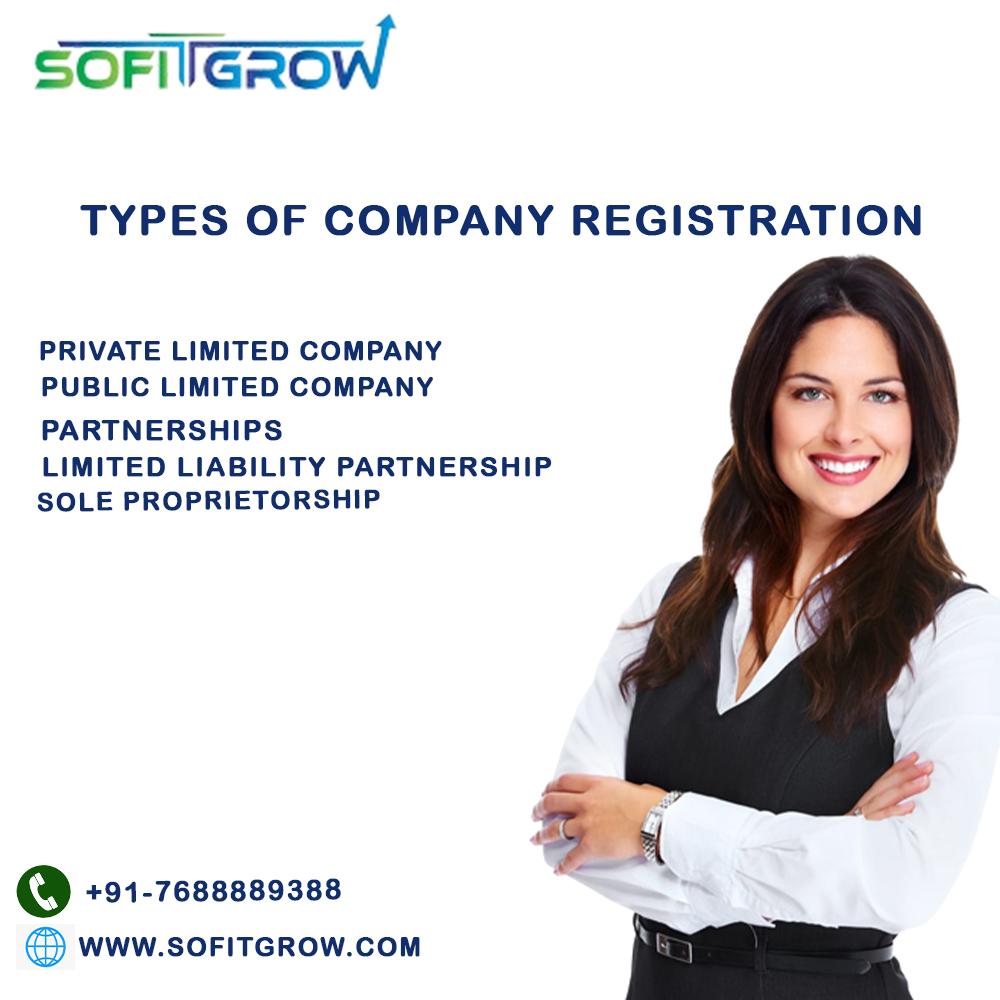 SOFITGROW
TYPES OF COMPANY REGISTRATION
PRIVATE LIMITED COMPANY
PUBLIC LIMITED COMPANY
PARTNERSHIPS
LIMITED LIABILITY PARTNERSHIP
SOLE PROPRIETORSHIP
+91-7688889388
WWW.SOFITGROW.COM